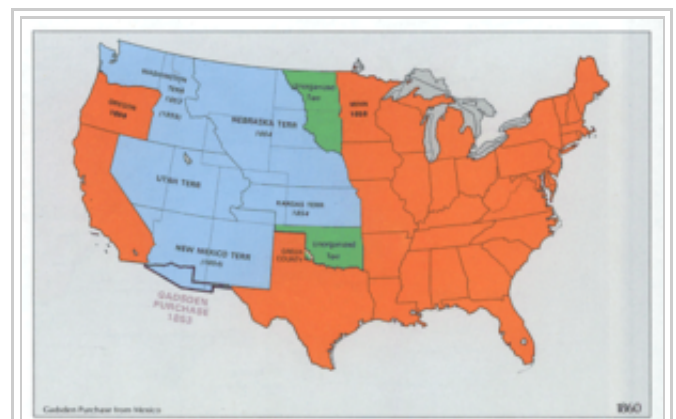 WASHINGTON
TERR
1853
(1859)
OREGON
1859
NEBRASKA TERR
1854
Unorganized
Terr
MINN
1858
UTAH TERR
KANSAS TERR
1854
NEW MEXICO TERR
GREER
COUNTY
Unorganized
Terr
GADSDEN
PURCHASE
1853
Gadsden Purchase from Mexico
1860